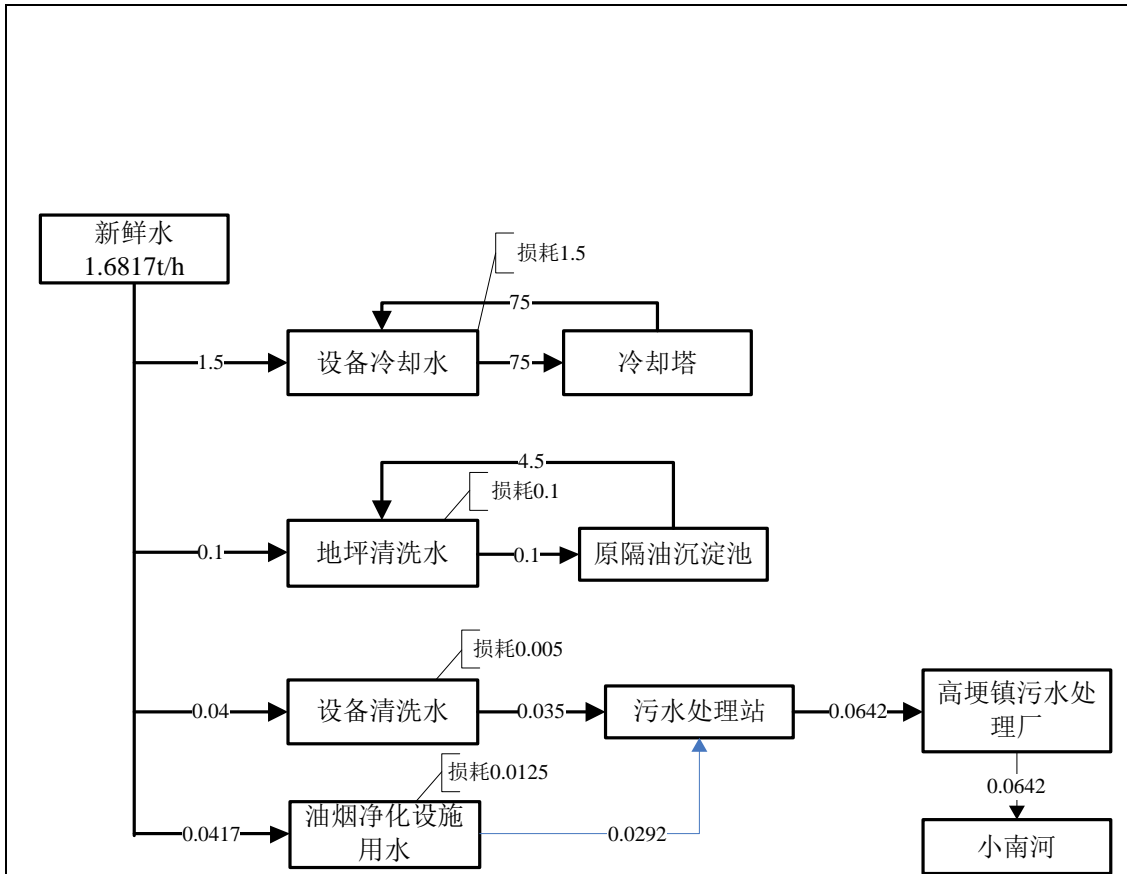 新鲜水
1.6817t/h
损耗1.5
75
1.5
设备冷却水
75
冷却塔
4.5
损耗0.1
0.1
地坪清洗水
0.1
原隔油沉淀池
损耗0.005
0.04
设备清洗水
0.035
污水处理站
0.0642
高埂镇污水处
理厂
损耗0.0125
0.0642
0.0417
油烟净化设施
用水
0.0292
小南河